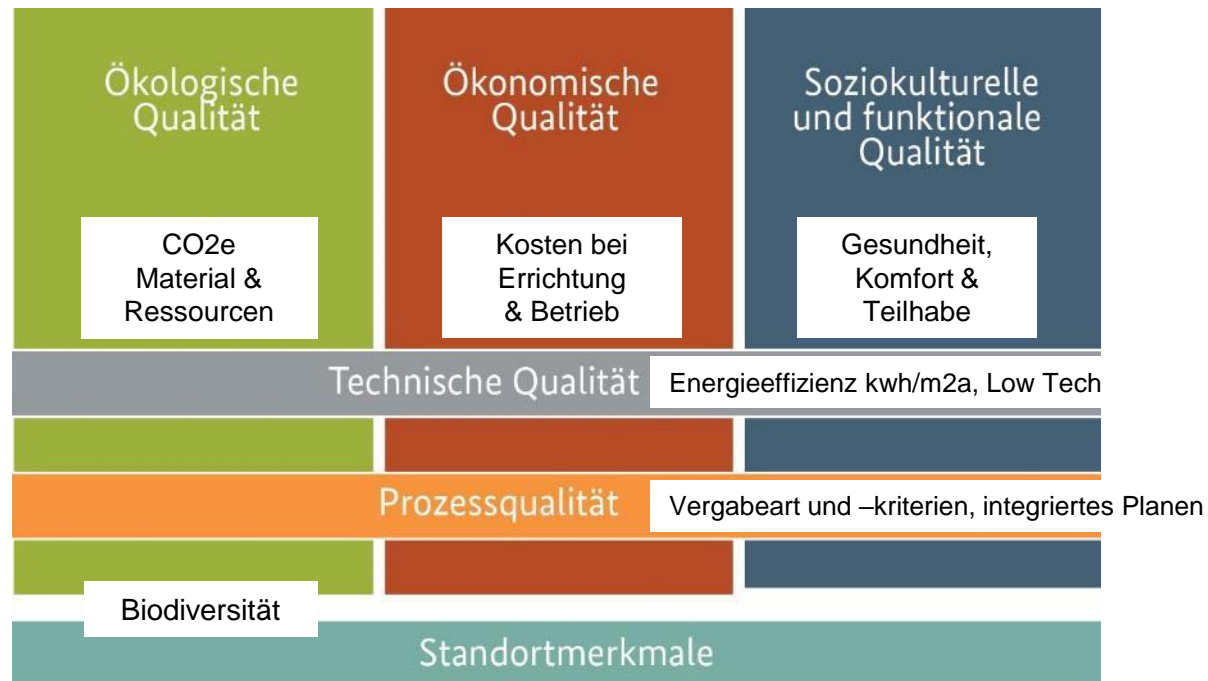 Ökologische
Qualität
Ökonomische
Qualität
Soziokulturelle
und funktionale
Qualität
CO2e
Material &
Ressourcen
Kosten bei
Errichtung
& Betrieb
Gesundheit,
Komfort &
Teilhabe
Technische Qualität
Energieeffizienz kwh/m2a, Low Tech
Prozessqualität
Vergabeart und –kriterien, integriertes Planen
Biodiversität
Standortmerkmale